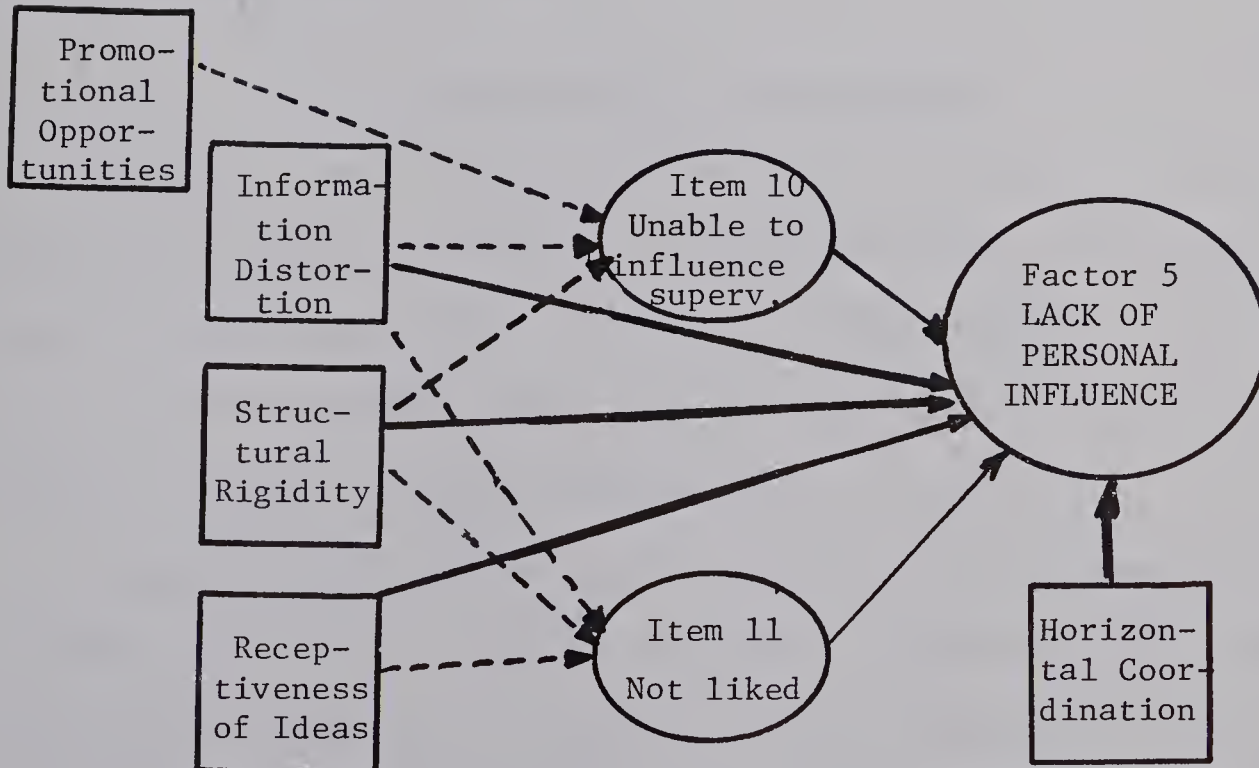 Promo-
tional
Oppor-
tunities
Informa-
tion
Distor-
tion
Struc-
tural
Rigidity
Recep-
tiveness
of Ideas
Item 10
Unable to
influence
superv.
Item 11
Not liked
Factor 5
LACK OF
PERSONAL
INFLUENCE
Horizon-
tal Coor-
dination